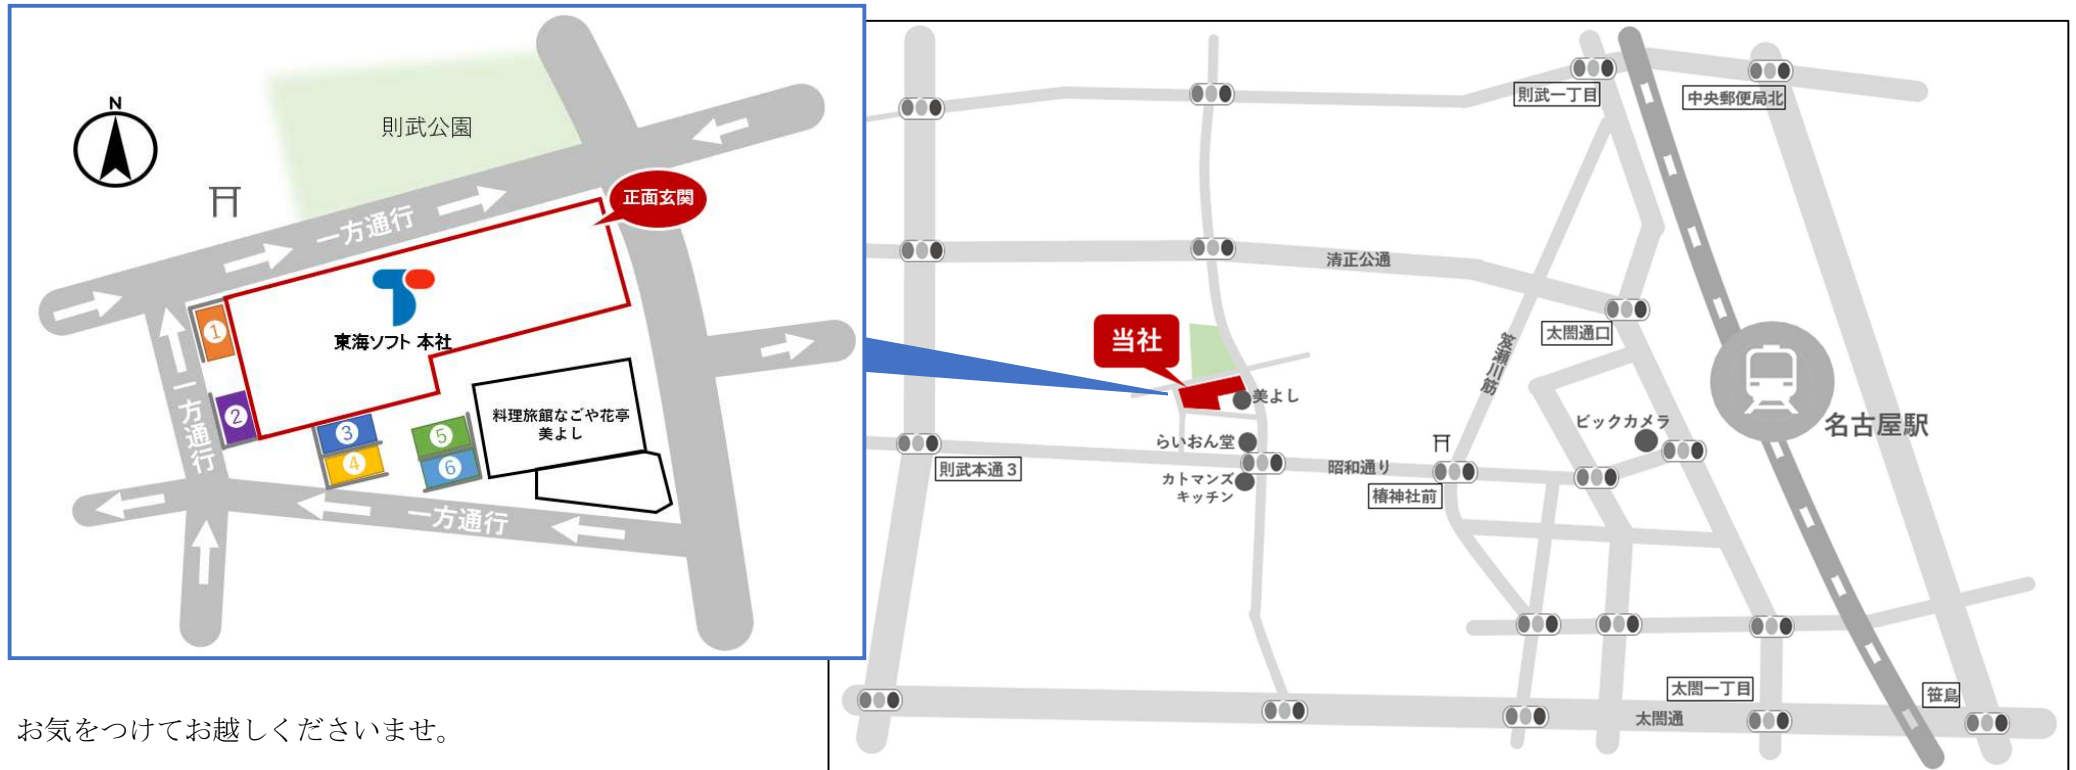 N
則武公園
正面玄関
一方通行
東海ソフト 本社
1
2
3
4
5
6
一方通行
料理旅館なごや花亭
美よし
一方通行
お気をつけてお越しくださいませ。
則武一丁目
中央郵便局北
清正公通
太閤通口
当社
笈瀬川筋
美よし
ビックカメラ
名古屋駅
らいおん堂
則武本通3
昭和通り
カトマンズ
キッチン
椿神社前
太閤一丁目
笹島
太閤通